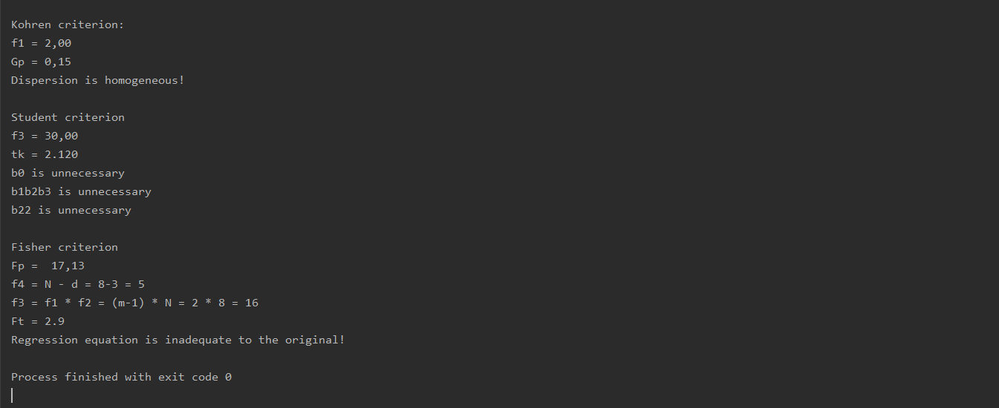 Kohren criterion:
f1 = 2,00
Gp = 0,15
Dispersion is homogeneous!
Student criterion
f3 = 30,00
tk = 2.120
b0 is unnecessary
b1b2b3 is unnecessary
b22 is unnecessary
Fisher criterion
Fp =  17,13
f4 = N - d = 8-3 = 5
f3 = f1 * f2 = (m-1) * N = 2 * 8 = 16
Ft = 2.9
Regression equation is inadequate to the original!
Process finished with exit code 0